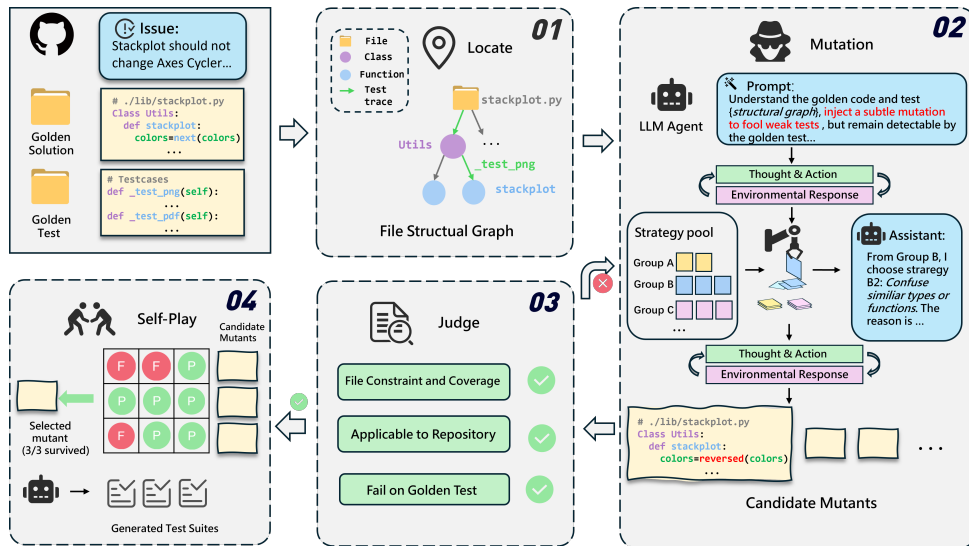 Issue:
Stackplot should not
change Axes Cycler...
Golden
Solution
# ./lib/stackplot.py
Class Utils:
def stackplot:
colors=next(colors)
...
Golden
Test
# Testcases
def _test_png(self):
...
def _test_pdf(self):
...
01
Locate
File
Class
Function
Test
trace
stackplot.py
Utils
...
_test_png
stackplot
File Structual Graph
02
Mutation
LLM Agent
Prompt:
Understand the golden code and test
{structural graph}, inject a subtle mutation
to fool weak tests , but remain detectable by
the golden test...
Thought & Action
Environmental Response
Strategy pool
Group A
Group B
Group C
...
Assistant:
From Group B, I
choose straregy
B2: Confuse
similiar types or
functions. The
reason is ...
Thought & Action
Environmental Response
# ./lib/stackplot.py
Class Utils:
def stackplot:
colors=reversed(colors)
...
...
Candidate Mutants
03
Judge
File Constraint and Coverage
Applicable to Repository
Fail on Golden Test
04
Self-Play
Candidate
Mutants
F F P
P P P
F P P
Selected
mutant
(3/3 survived)
Generated Test Suites